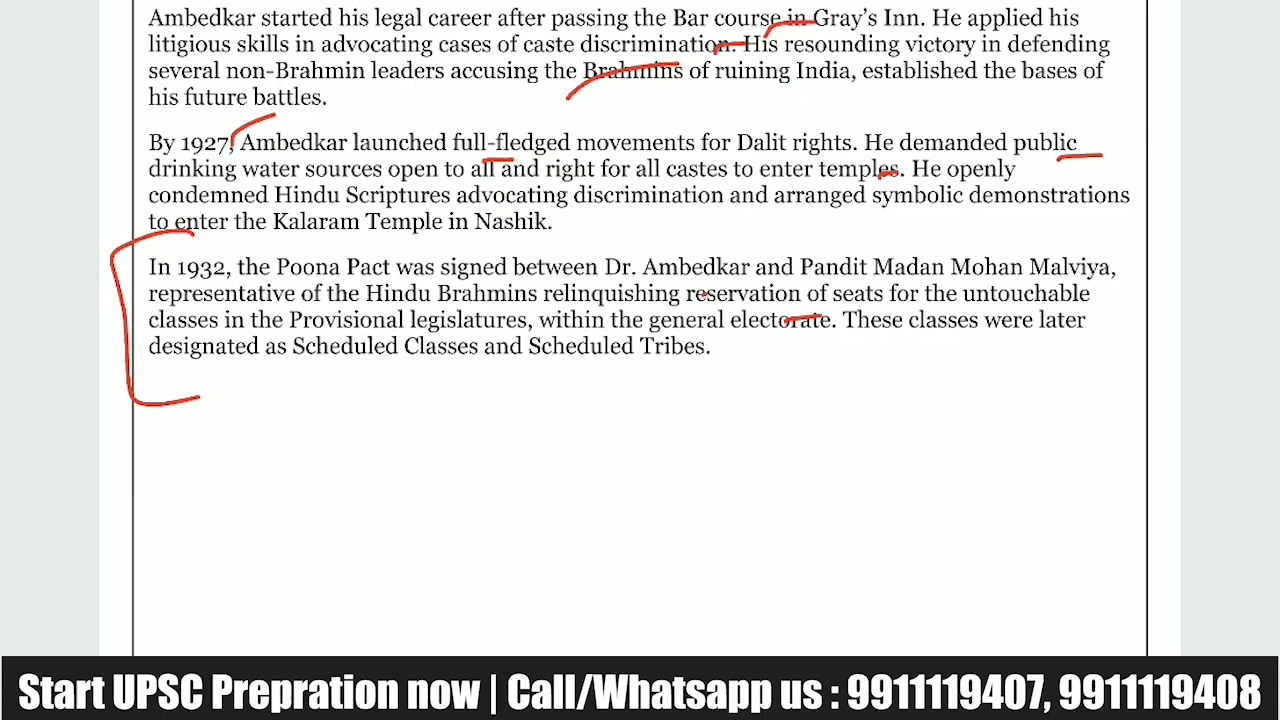 Ambedkar started his legal career after passing the Bar course in Gray's Inn. He applied his
litigious skills in advocating cases of caste discrimination. His resounding victory in defending
several non-Brahmin leaders accusing the Brahmins of ruining India, established the bases of
his future battles.
By 1927, Ambedkar launched full-fledged movements for Dalit rights. He demanded public
drinking water sources open to all and right for all castes to enter temples. He openly
condemned Hindu Scriptures advocating discrimination and arranged symbolic demonstrations
to enter the Kalaram Temple in Nashik.
In 1932, the Poona Pact was signed between Dr. Ambedkar and Pandit Madan Mohan Malviya,
representative of the Hindu Brahmins relinquishing reservation of seats for the untouchable
classes in the Provisional legislatures, within the general electorate. These classes were later
designated as Scheduled Classes and Scheduled Tribes.
Start UPSC Prepration now | Call/Whatsapp us : 9911119407, 9911119408